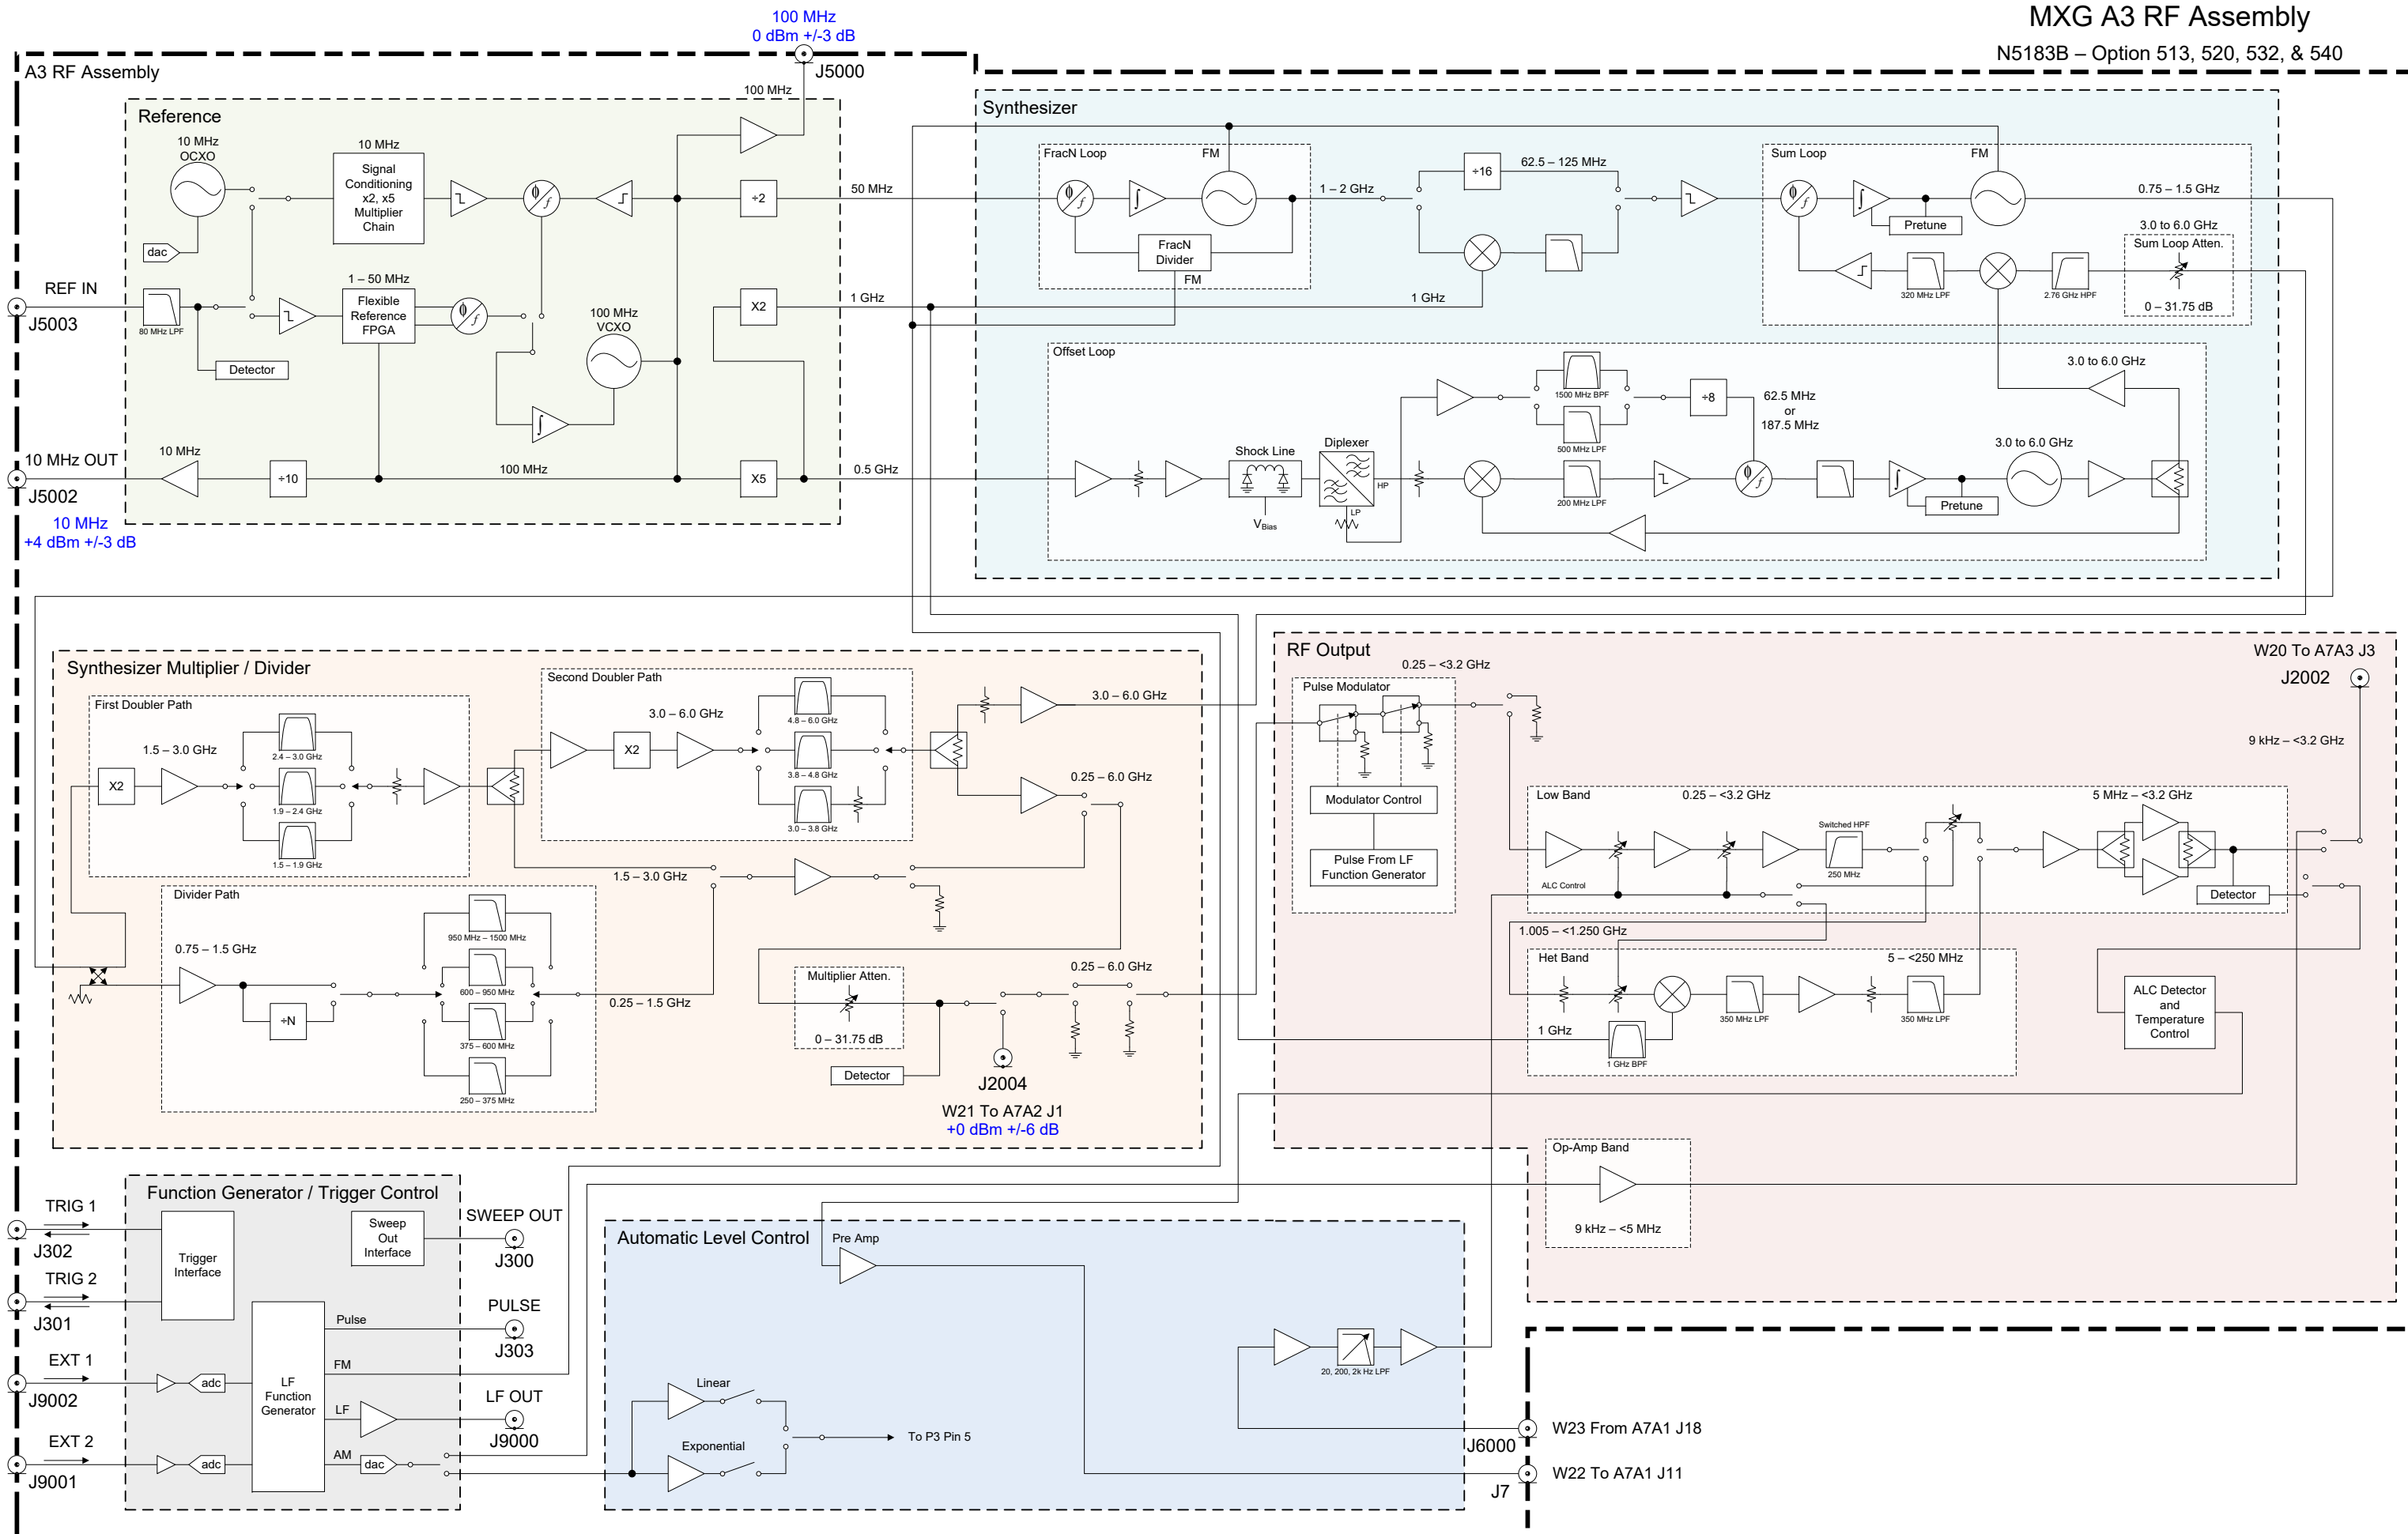 MXG A3 RF Assembly
N5183B – Option 513, 520, 532, & 540
100 MHz
0 dBm +/-3 dB
J5000
A3 RF Assembly
100 MHz
Reference
10 MHz
OCXO
dac
10 MHz
Signal
Conditioning
x2, x5
Multiplier
Chain
ϕ
f
÷2
50 MHz
REF IN
J5003
80 MHz LPF
Detector
1 – 50 MHz
Flexible
Reference
FPGA
ϕ
f
100 MHz
VCXO
∫
X2
1 GHz
10 MHz OUT
J5002
10 MHz
+4 dBm +/-3 dB
10 MHz
÷10
100 MHz
X5
0.5 GHz
Synthesizer
FracN Loop
FM
ϕ
f
∫
FracN
Divider
FM
1 – 2 GHz
÷16
62.5 – 125 MHz
1 GHz
Sum Loop
FM
ϕ
f
∫
Pretune
0.75 – 1.5 GHz
3.0 to 6.0 GHz
Sum Loop Atten.
0 – 31.75 dB
320 MHz LPF
2.76 GHz HPF
Offset Loop
3.0 to 6.0 GHz
1500 MHz BPF
500 MHz LPF
÷8
62.5 MHz
or
187.5 MHz
Shock Line
VBias
Diplexer
HP
LP
200 MHz LPF
ϕ
f
∫
Pretune
3.0 to 6.0 GHz
Synthesizer Multiplier / Divider
First Doubler Path
1.5 – 3.0 GHz
X2
2.4 – 3.0 GHz
1.9 – 2.4 GHz
1.5 – 1.9 GHz
Second Doubler Path
3.0 – 6.0 GHz
X2
4.8 – 6.0 GHz
3.8 – 4.8 GHz
3.0 – 3.8 GHz
3.0 – 6.0 GHz
0.25 – 6.0 GHz
1.5 – 3.0 GHz
Divider Path
0.75 – 1.5 GHz
÷N
950 MHz – 1500 MHz
600 – 950 MHz
375 – 600 MHz
250 – 375 MHz
0.25 – 1.5 GHz
Multiplier Atten.
0 – 31.75 dB
Detector
0.25 – 6.0 GHz
J2004
W21 To A7A2 J1
+0 dBm +/-6 dB
RF Output
0.25 – <3.2 GHz
Pulse Modulator
Modulator Control
Pulse From LF
Function Generator
W20 To A7A3 J3
J2002
9 kHz – <3.2 GHz
Low Band
0.25 – <3.2 GHz
5 MHz – <3.2 GHz
Switched HPF
250 MHz
ALC Control
Detector
1.005 – <1.250 GHz
Het Band
5 – <250 MHz
350 MHz LPF
350 MHz LPF
1 GHz
1 GHz BPF
ALC Detector
and
Temperature
Control
Op-Amp Band
9 kHz – <5 MHz
Function Generator / Trigger Control
TRIG 1
J302
TRIG 2
J301
EXT 1
J9002
EXT 2
J9001
Trigger
Interface
Sweep
Out
Interface
SWEEP OUT
J300
adc
adc
LF
Function
Generator
Pulse
PULSE
J303
FM
LF
LF OUT
J9000
AM
dac
Automatic Level Control
Pre Amp
Linear
Exponential
To P3 Pin 5
20, 200, 2k Hz LPF
J6000
W23 From A7A1 J18
J7
W22 To A7A1 J11